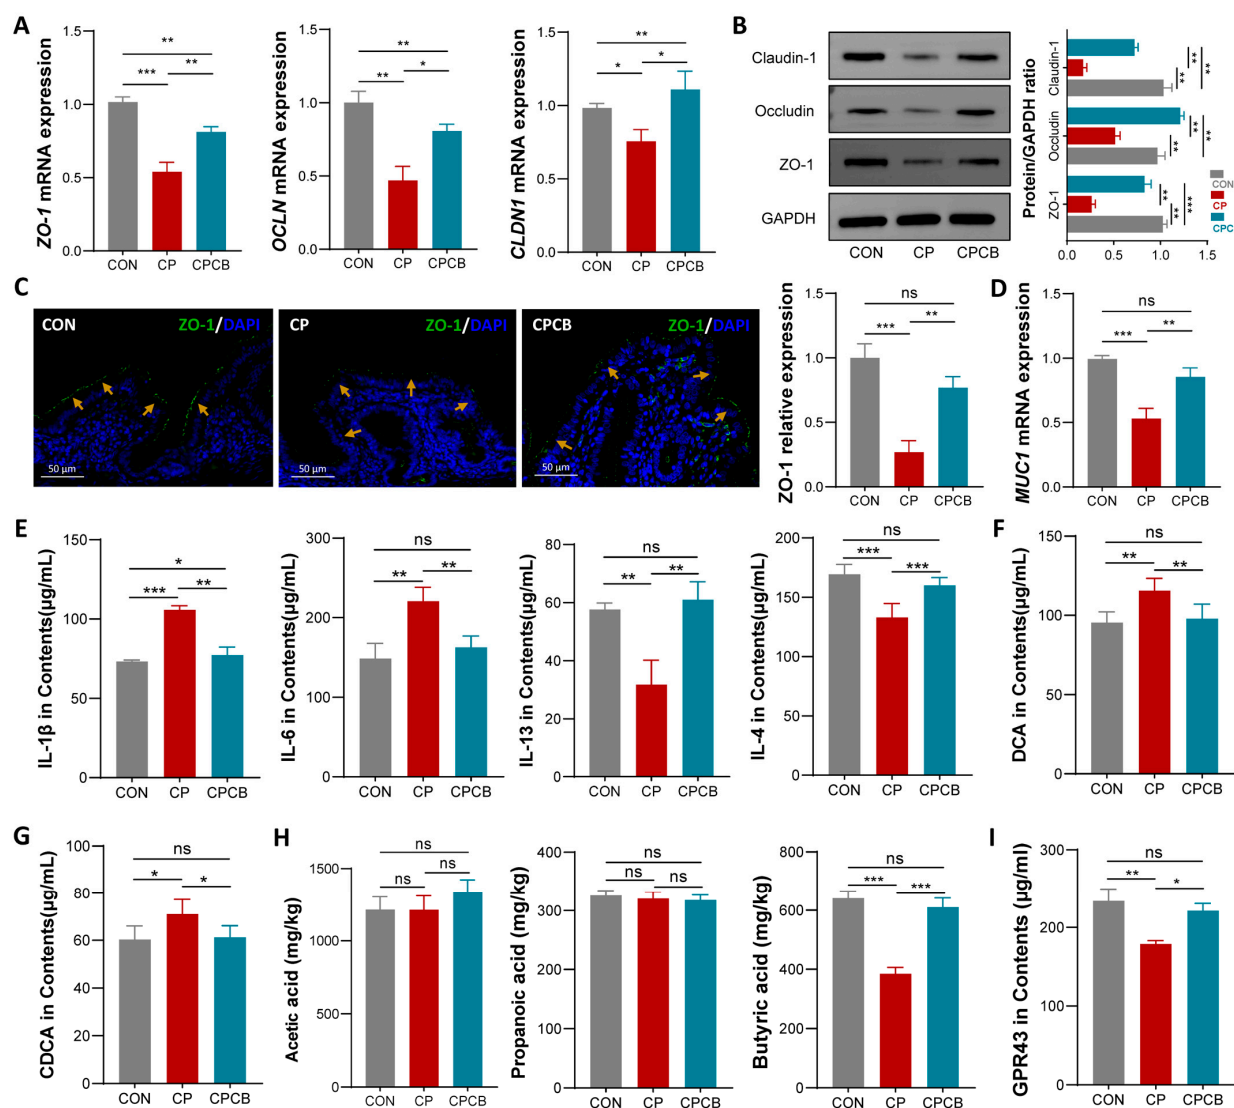 A
ZO-1 mRNA expression
1.5
1.0
0.5
0.0
**
***
**
CON
CP
CPCB
OCLN mRNA expression
1.5
1.0
0.5
0.0
**
**
*
CON
CP
CPCB
CLDN1 mRNA expression
1.5
1.0
0.5
0.0
**
*
*
CON
CP
CPCB
B
Claudin-1
Occludin
ZO-1
GAPDH
CON
CP
CPCB
Protein/GAPDH ratio
Claudin-1
Occludin
ZO-1
**
**
**
**
**
**
**
**
***
CON
CP
CPC
0.0
0.5
1.0
1.5
C
CON
ZO-1/DAPI
50 μm
CP
ZO-1/DAPI
50 μm
CPCB
ZO-1/DAPI
50 μm
ZO-1 relative expression
1.5
1.0
0.5
0.0
ns
***
**
CON
CP
CPCB
D
MUC1 mRNA expression
1.5
1.0
0.5
0.0
ns
***
**
CON
CP
CPCB
E
IL-1β in Contents(μg/mL)
150
100
50
0
*
***
**
CON
CP
CPCB
IL-6 in Contents(μg/mL)
300
200
100
0
ns
**
**
CON
CP
CPCB
IL-13 in Contents(μg/mL)
80
60
40
20
0
ns
**
**
CON
CP
CPCB
IL-4 in Contents(μg/mL)
200
150
100
50
0
ns
***
***
CON
CP
CPCB
F
DCA in Contents(μg/mL)
150
100
50
0
ns
**
**
CON
CP
CPCB
G
CDCA in Contents(μg/mL)
100
80
60
40
20
0
ns
*
*
CON
CP
CPCB
H
Acetic acid (mg/kg)
1500
1000
500
0
ns
ns
ns
CON
CP
CPCB
Propanoic acid (mg/kg)
400
300
200
100
0
ns
ns
ns
CON
CP
CPCB
Butyric acid (mg/kg)
800
600
400
200
0
ns
***
***
CON
CP
CPCB
I
GPR43 in Contents (μg/ml)
300
200
100
0
ns
**
*
CON
CP
CPCB